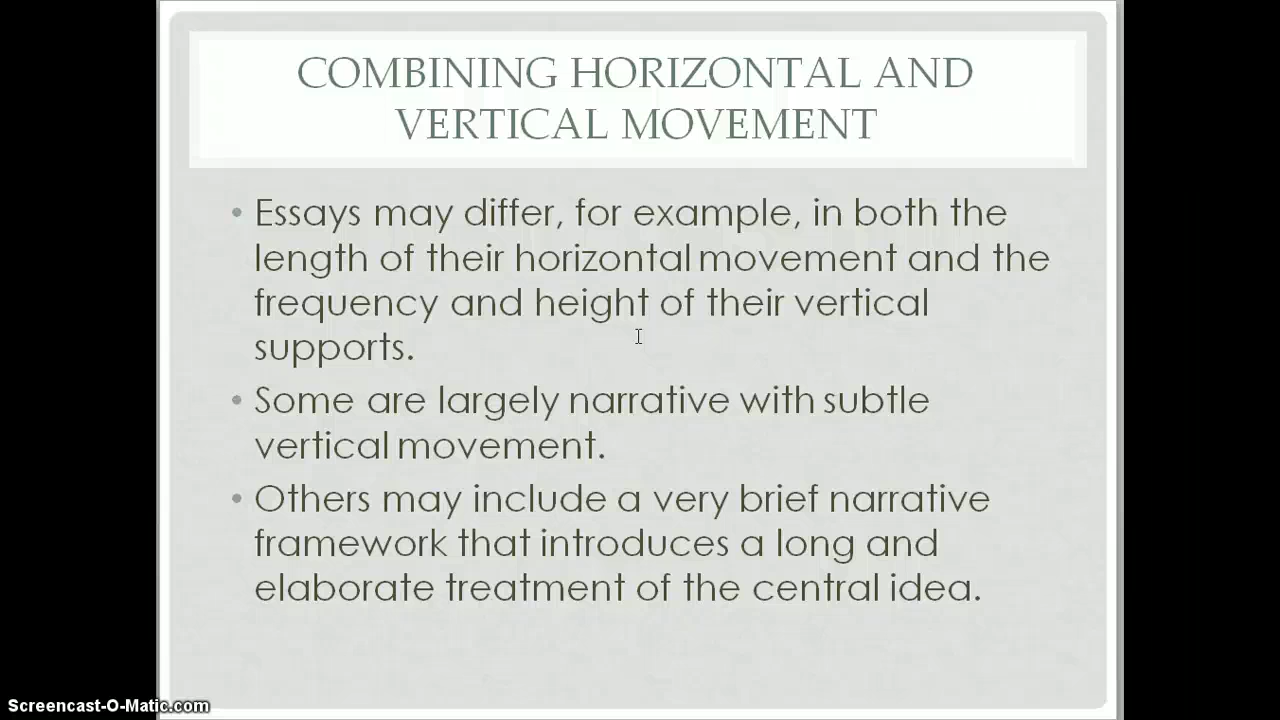 COMBINING HORIZONTAL AND
VERTICAL MOVEMENT
• Essays may differ, for example, in both the
length of their horizontal movement and the
frequency and height of their vertical
supports.
• Some are largely narrative with subtle
vertical movement.
• Others may include a very brief narrative
framework that introduces a long and
elaborate treatment of the central idea.
Screencast-O-Matic.com